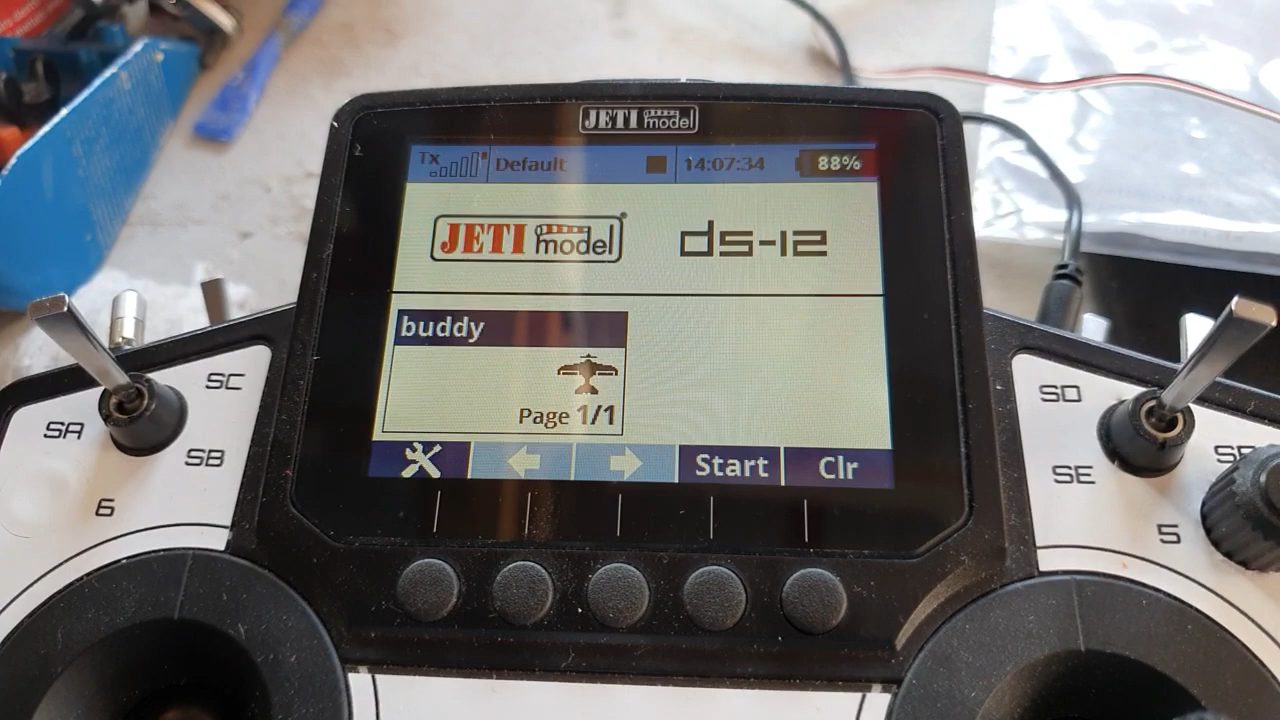 JETI model
Tx Default 14:07:34 88%
JETI model ds-12
buddy
Page 1/1
Start Clr
SC
SA
SB
6
SD
SE
5